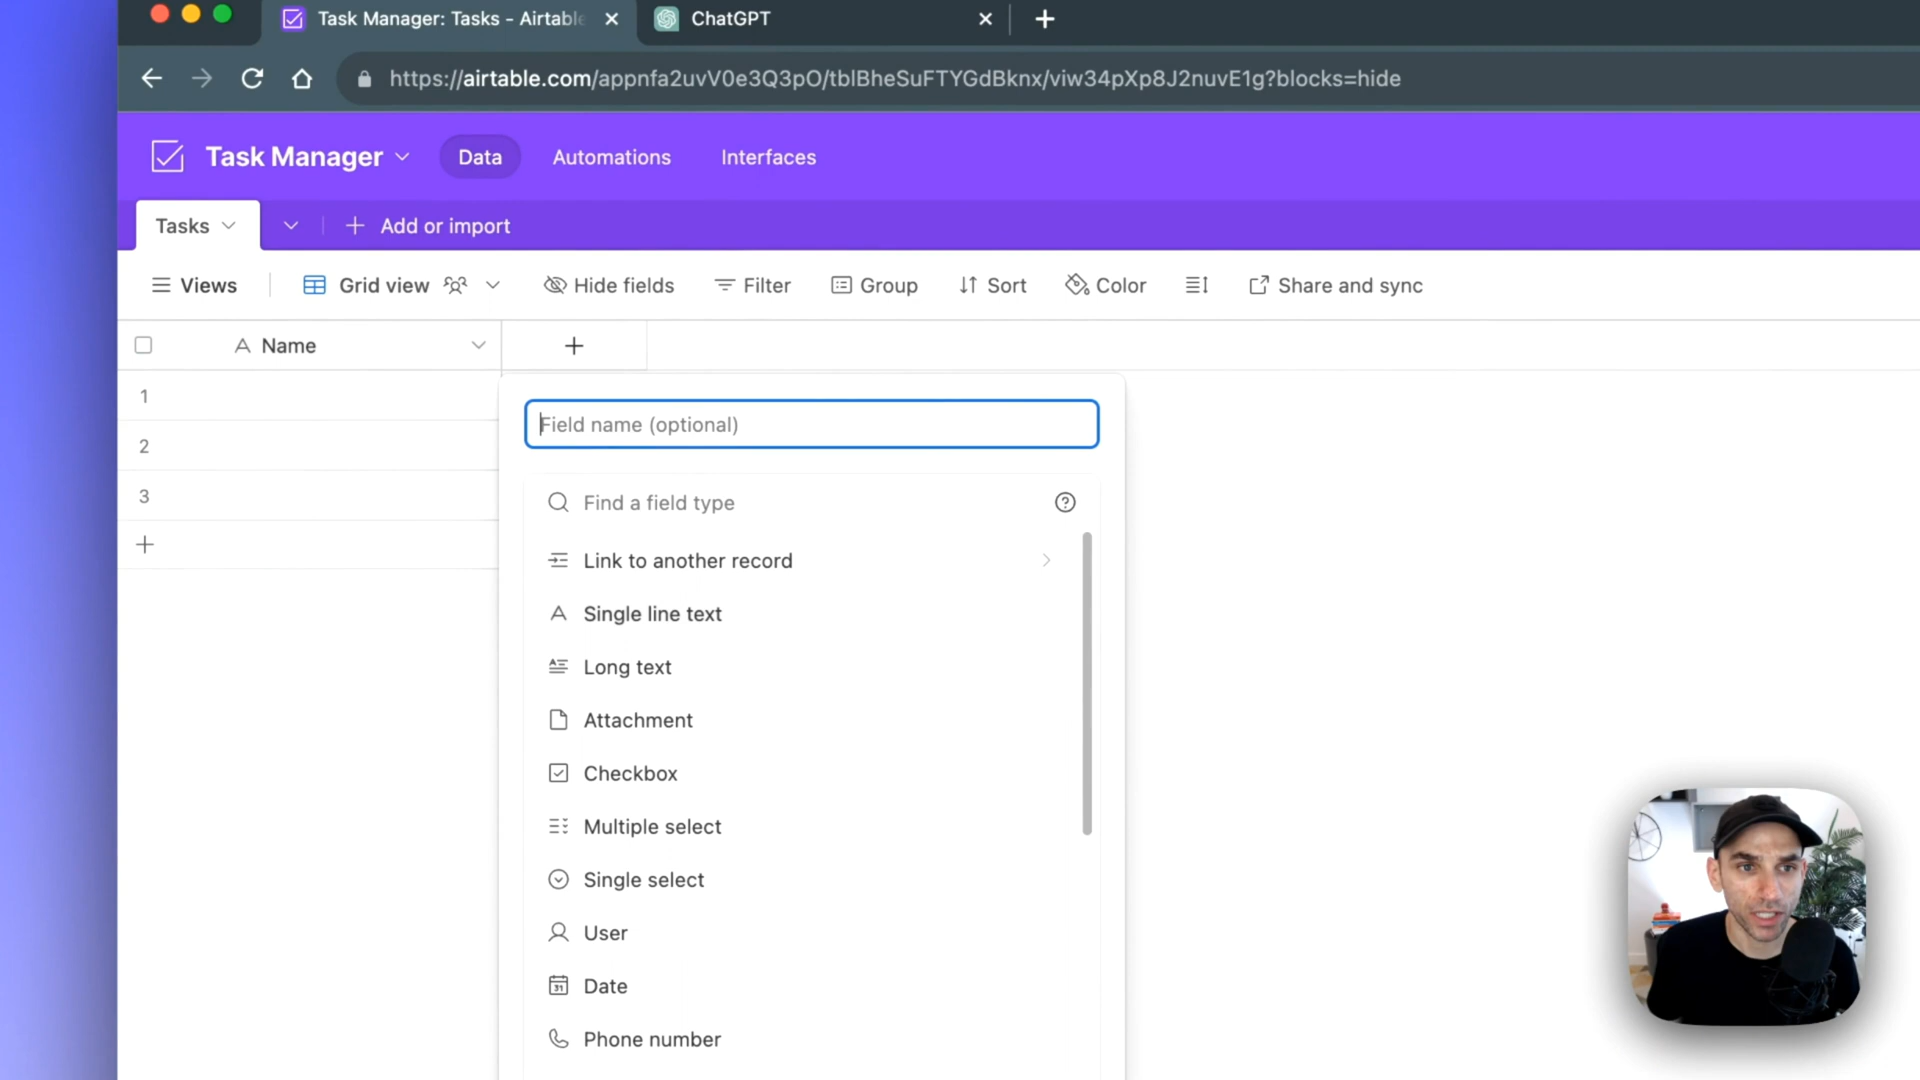 Task Manager: Tasks - Airtable
ChatGPT
https://airtable.com/appnfa2uvV0e3Q3pO/tblBheSuFTYGdBknx/viw34pXp8J2nuvE1g?blocks=hide
Task Manager
Data
Automations
Interfaces
Tasks
Add or import
Views
Grid view
Hide fields
Filter
Group
Sort
Color
Share and sync
A Name
1
2
3
Field name (optional)
Find a field type
Link to another record
Single line text
Long text
Attachment
Checkbox
Multiple select
Single select
User
31 Date
Phone number